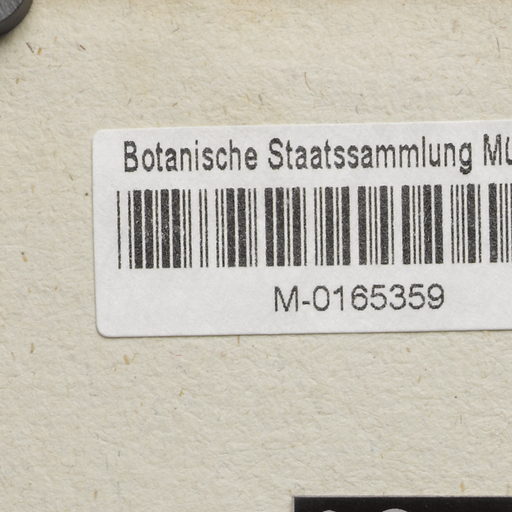 Botanische Staatssammlung Mü
M-0165359